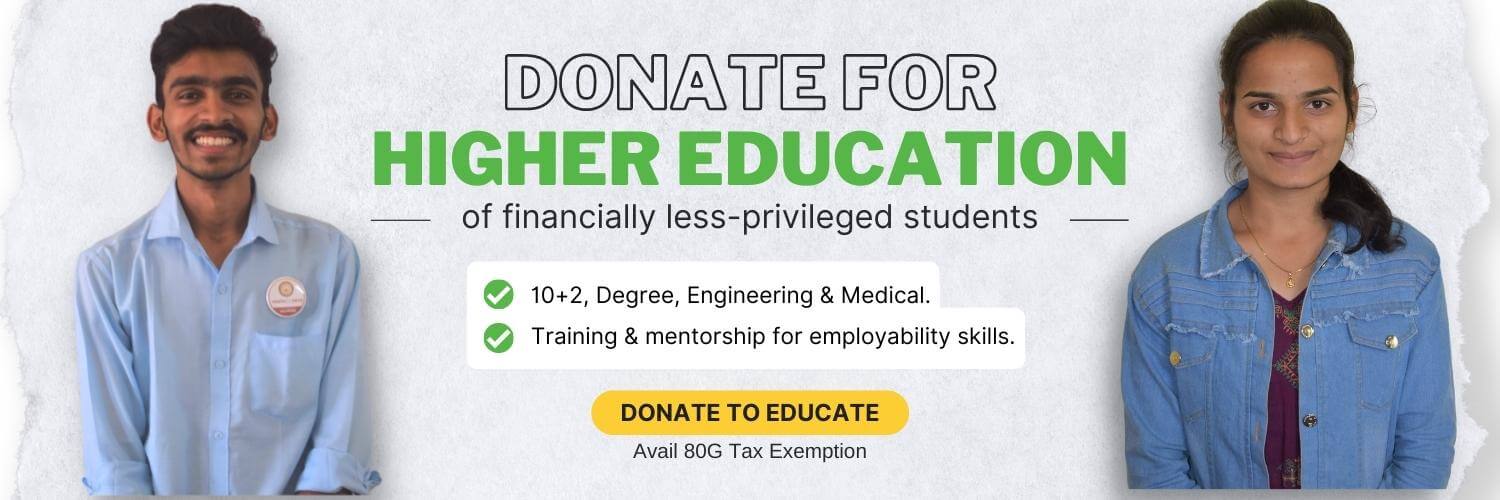 DONATE FOR
HIGHER EDUCATION
of financially less-privileged students
10+2, Degree, Engineering & Medical.
Training & mentorship for employability skills.
DONATE TO EDUCATE
Avail 80G Tax Exemption